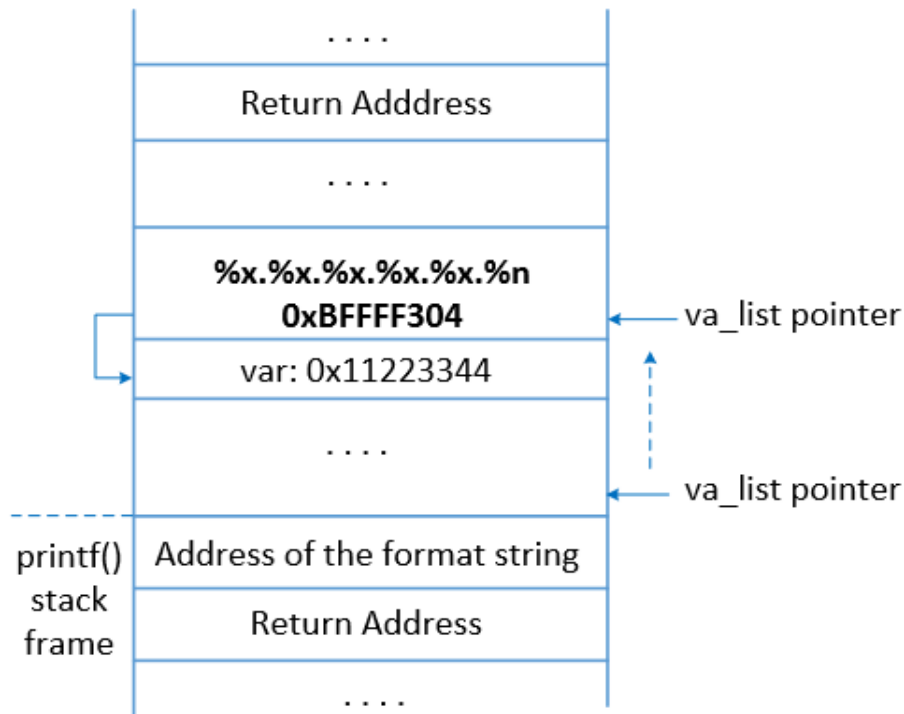 . . . .
Return Adddress
. . . .
%x.%x.%x.%x.%x.%n
0xBFFFF304
va_list pointer
var: 0x11223344
. . . .
va_list pointer
printf()
stack
frame
Address of the format string
Return Address
. . . .